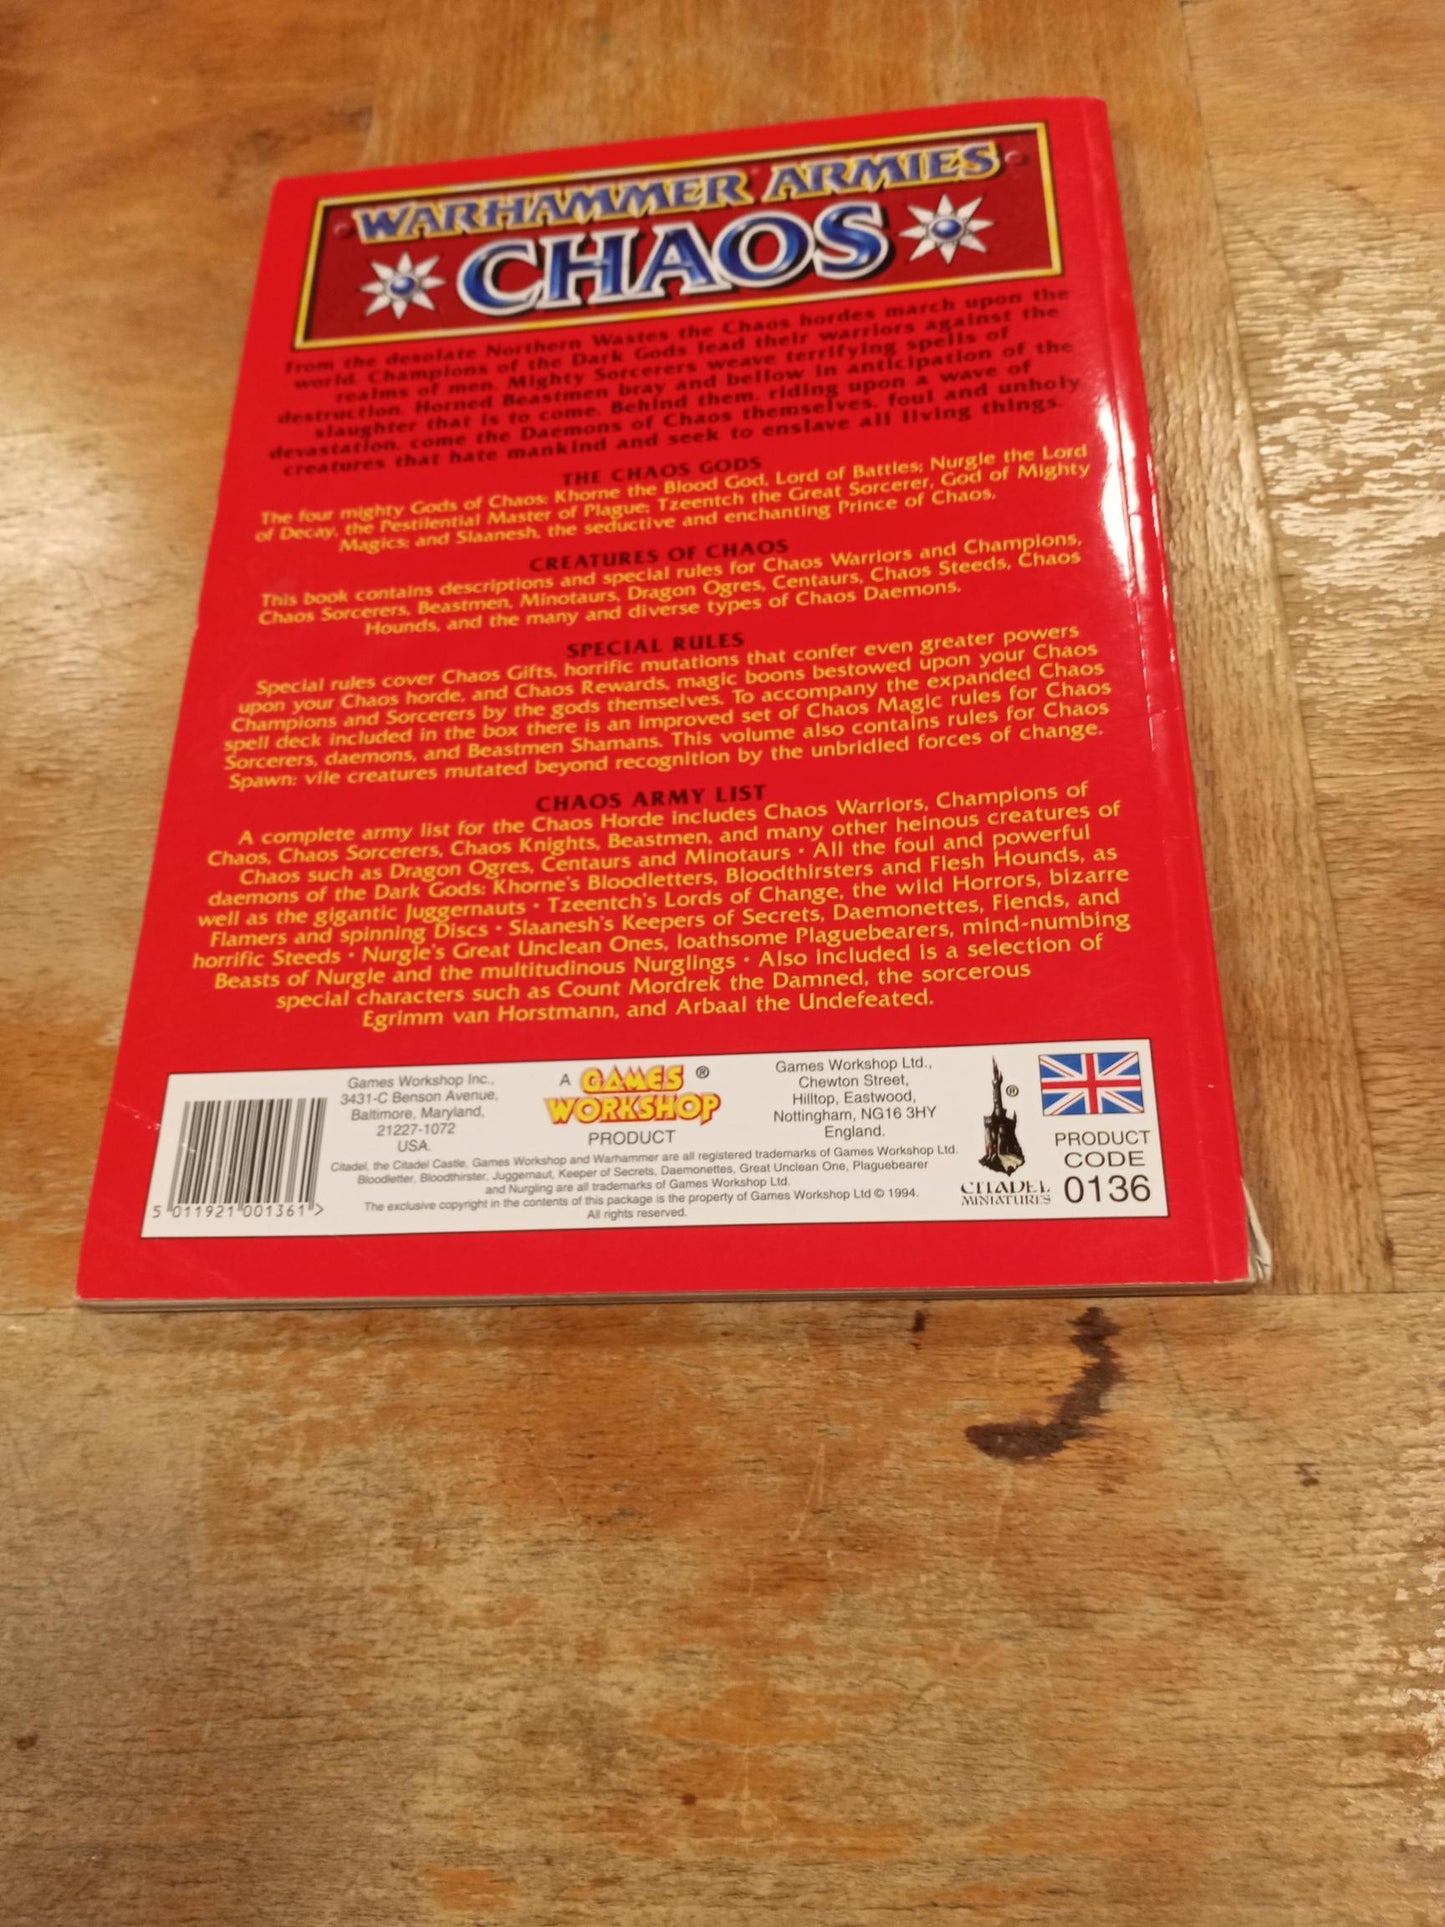 WARHAMMER ARMIES
CHAOS
From the desolate Northern Wastes the Chaos hordes march upon the
world. Champions of the Dark Gods lead their warriors against the
realms of men. Mighty Sorcerers weave terrifying spells of
destruction. Horned Beastmen bray and bellow in anticipation of the
slaughter that is to come. Behind them, riding upon a wave of
devastation, come the Daemons of Chaos themselves, foul and unholy
creatures that hate mankind and seek to enslave all living things.
THE CHAOS GODS
The four mighty Gods of Chaos: Khorne the Blood God, Lord of Battles; Nurgle the Lord
of Decay, the Pestilential Master of Plague; Tzeentch the Great Sorcerer, God of Mighty
Magics; and Slaanesh, the seductive and enchanting Prince of Chaos.
CREATURES OF CHAOS
This book contains descriptions and special rules for Chaos Warriors and Champions,
Chaos Sorcerers, Beastmen, Minotaurs, Dragon Ogres, Centaurs, Chaos Steeds, Chaos
Hounds, and the many and diverse types of Chaos Daemons.
SPECIAL RULES
Special rules cover Chaos Gifts, horrific mutations that confer even greater powers
upon your Chaos horde, and Chaos Rewards, magic boons bestowed upon your Chaos
Champions and Sorcerers by the gods themselves. To accompany the expanded Chaos
spell deck included in the box there is an improved set of Chaos Magic rules for Chaos
Sorcerers, daemons, and Beastmen Shamans. This volume also contains rules for Chaos
Spawn: vile creatures mutated beyond recognition by the unbridled forces of change.
CHAOS ARMY LIST
A complete army list for the Chaos Horde includes Chaos Warriors, Champions of
Chaos, Chaos Sorcerers, Chaos Knights, Beastmen, and many other heinous creatures of
Chaos such as Dragon Ogres, Centaurs and Minotaurs • All the foul and powerful
daemons of the Dark Gods: Khorne's Bloodletters, Bloodthirsters and Flesh Hounds, as
well as the gigantic Juggernauts • Tzeentch's Lords of Change, the wild Horrors, bizarre
Flamers and spinning Discs • Slaanesh's Keepers of Secrets, Daemonettes, Fiends, and
horrific Steeds • Nurgle's Great Unclean Ones, loathsome Plaguebearers, mind-numbing
Beasts of Nurgle and the multitudinous Nurglings • Also included is a selection of
special characters such as Count Mordrek the Damned, the sorcerous
Egrimm van Horstmann, and Arbaal the Undefeated.
5 011921 001361 >
Games Workshop Inc.,
3431-C Benson Avenue,
Baltimore, Maryland,
21227-1072
USA.
A GAMES ®
WORKSHOP
PRODUCT
Games Workshop Ltd.,
Chewton Street,
Hilltop, Eastwood,
Nottingham, NG16 3HY
England.
Citadel, the Citadel Castle, Games Workshop and Warhammer are all registered trademarks of Games Workshop Ltd.
Bloodletter, Bloodthirster, Juggernaut, Keeper of Secrets, Daemonettes, Great Unclean One, Plaguebearer
and Nurgling are all trademarks of Games Workshop Ltd.
The exclusive copyright in the contents of this package is the property of Games Workshop Ltd © 1994.
All rights reserved.
®
CITADEL
MINIATURES
PRODUCT
CODE
0136